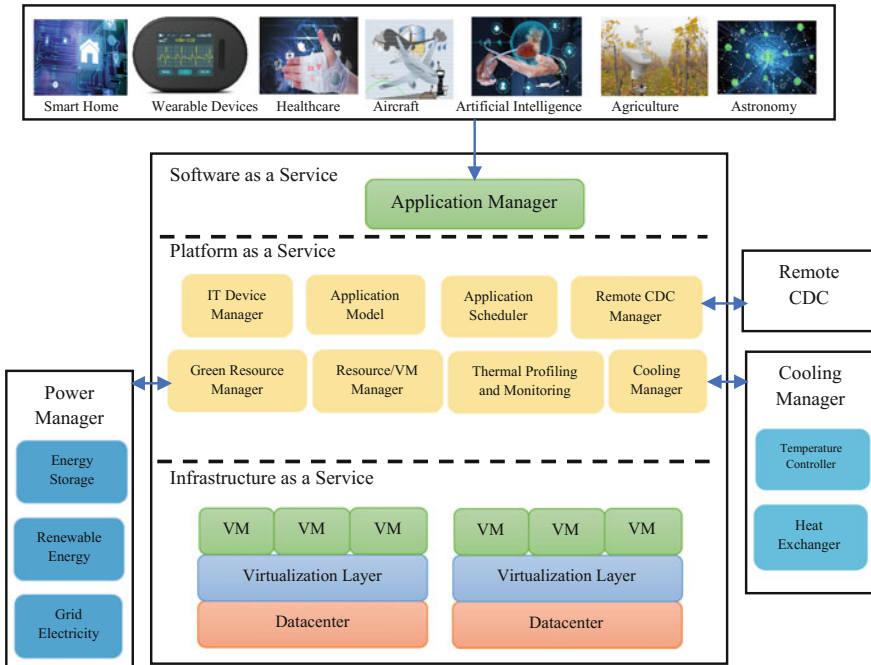 Smart Home
Wearable Devices
Healthcare
Aircraft
Artificial Intelligence
Agriculture
Astronomy
Software as a Service
Application Manager
Platform as a Service
IT Device
Manager
Application
Model
Application
Scheduler
Remote CDC
Manager
Remote
CDC
Green Resource
Manager
Resource/VM
Manager
Thermal Profiling
and Monitoring
Cooling
Manager
Power
Manager
Energy
Storage
Renewable
Energy
Grid
Electricity
Cooling
Manager
Temperature
Controller
Heat
Exchanger
Infrastructure as a Service
VM
VM
VM
VM
VM
VM
Virtualization Layer
Virtualization Layer
Datacenter
Datacenter